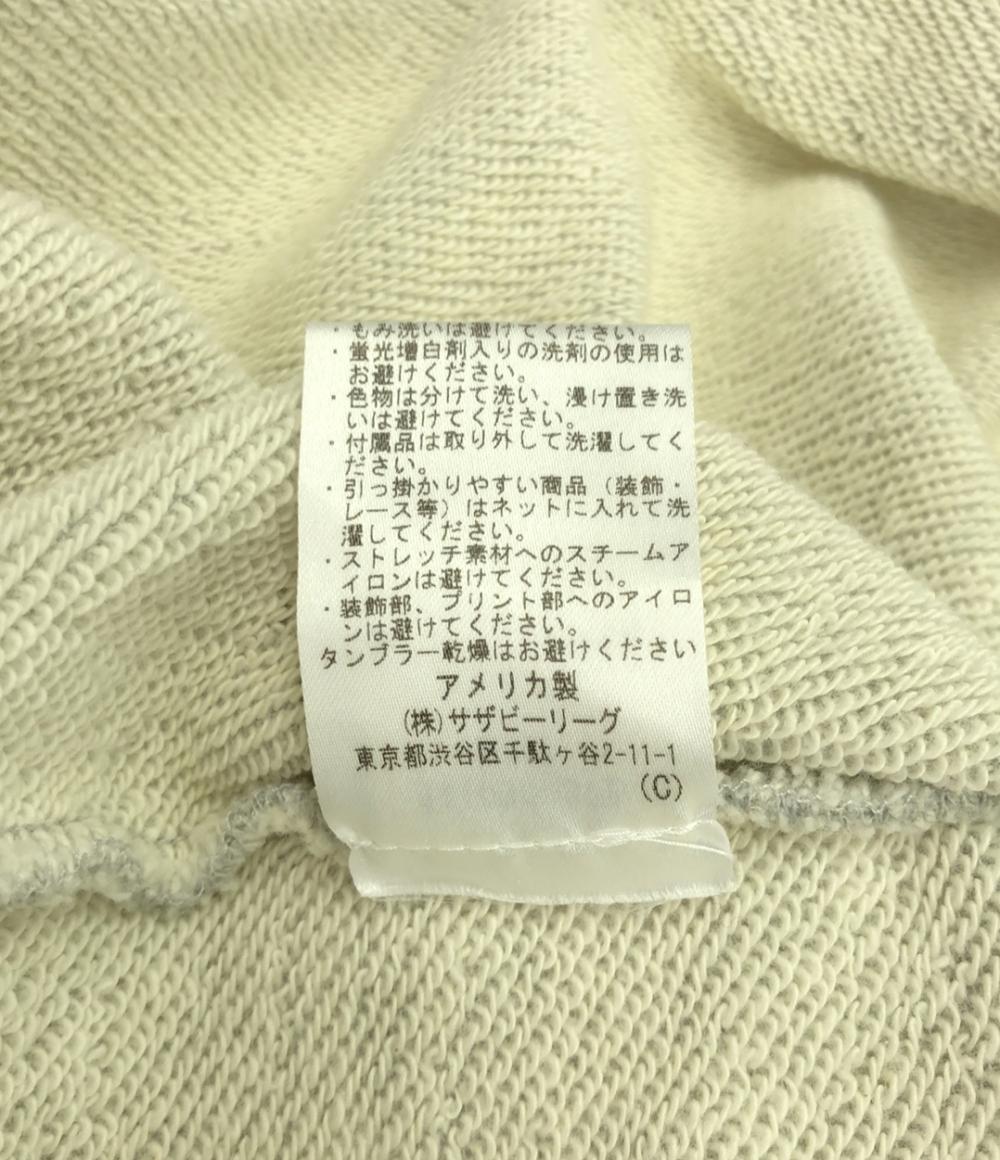 ・もみ洗いは避けてください。
・蛍光増白剤入りの洗剤の使用は
お避けください。
・色物は分けて洗い、浸け置き洗
いは避けてください。
・付属品は取り外して洗濯してく
ださい。
・引っ掛かりやすい商品（装飾・
レース等）はネットに入れて洗
濯してください。
・ストレッチ素材へのスチームア
イロンは避けてください。
・装飾部、プリント部へのアイロ
ンは避けてください。
タンブラー乾燥はお避けください
アメリカ製
(株)サザビーリーグ
東京都渋谷区千駄ヶ谷2-11-1
(C)